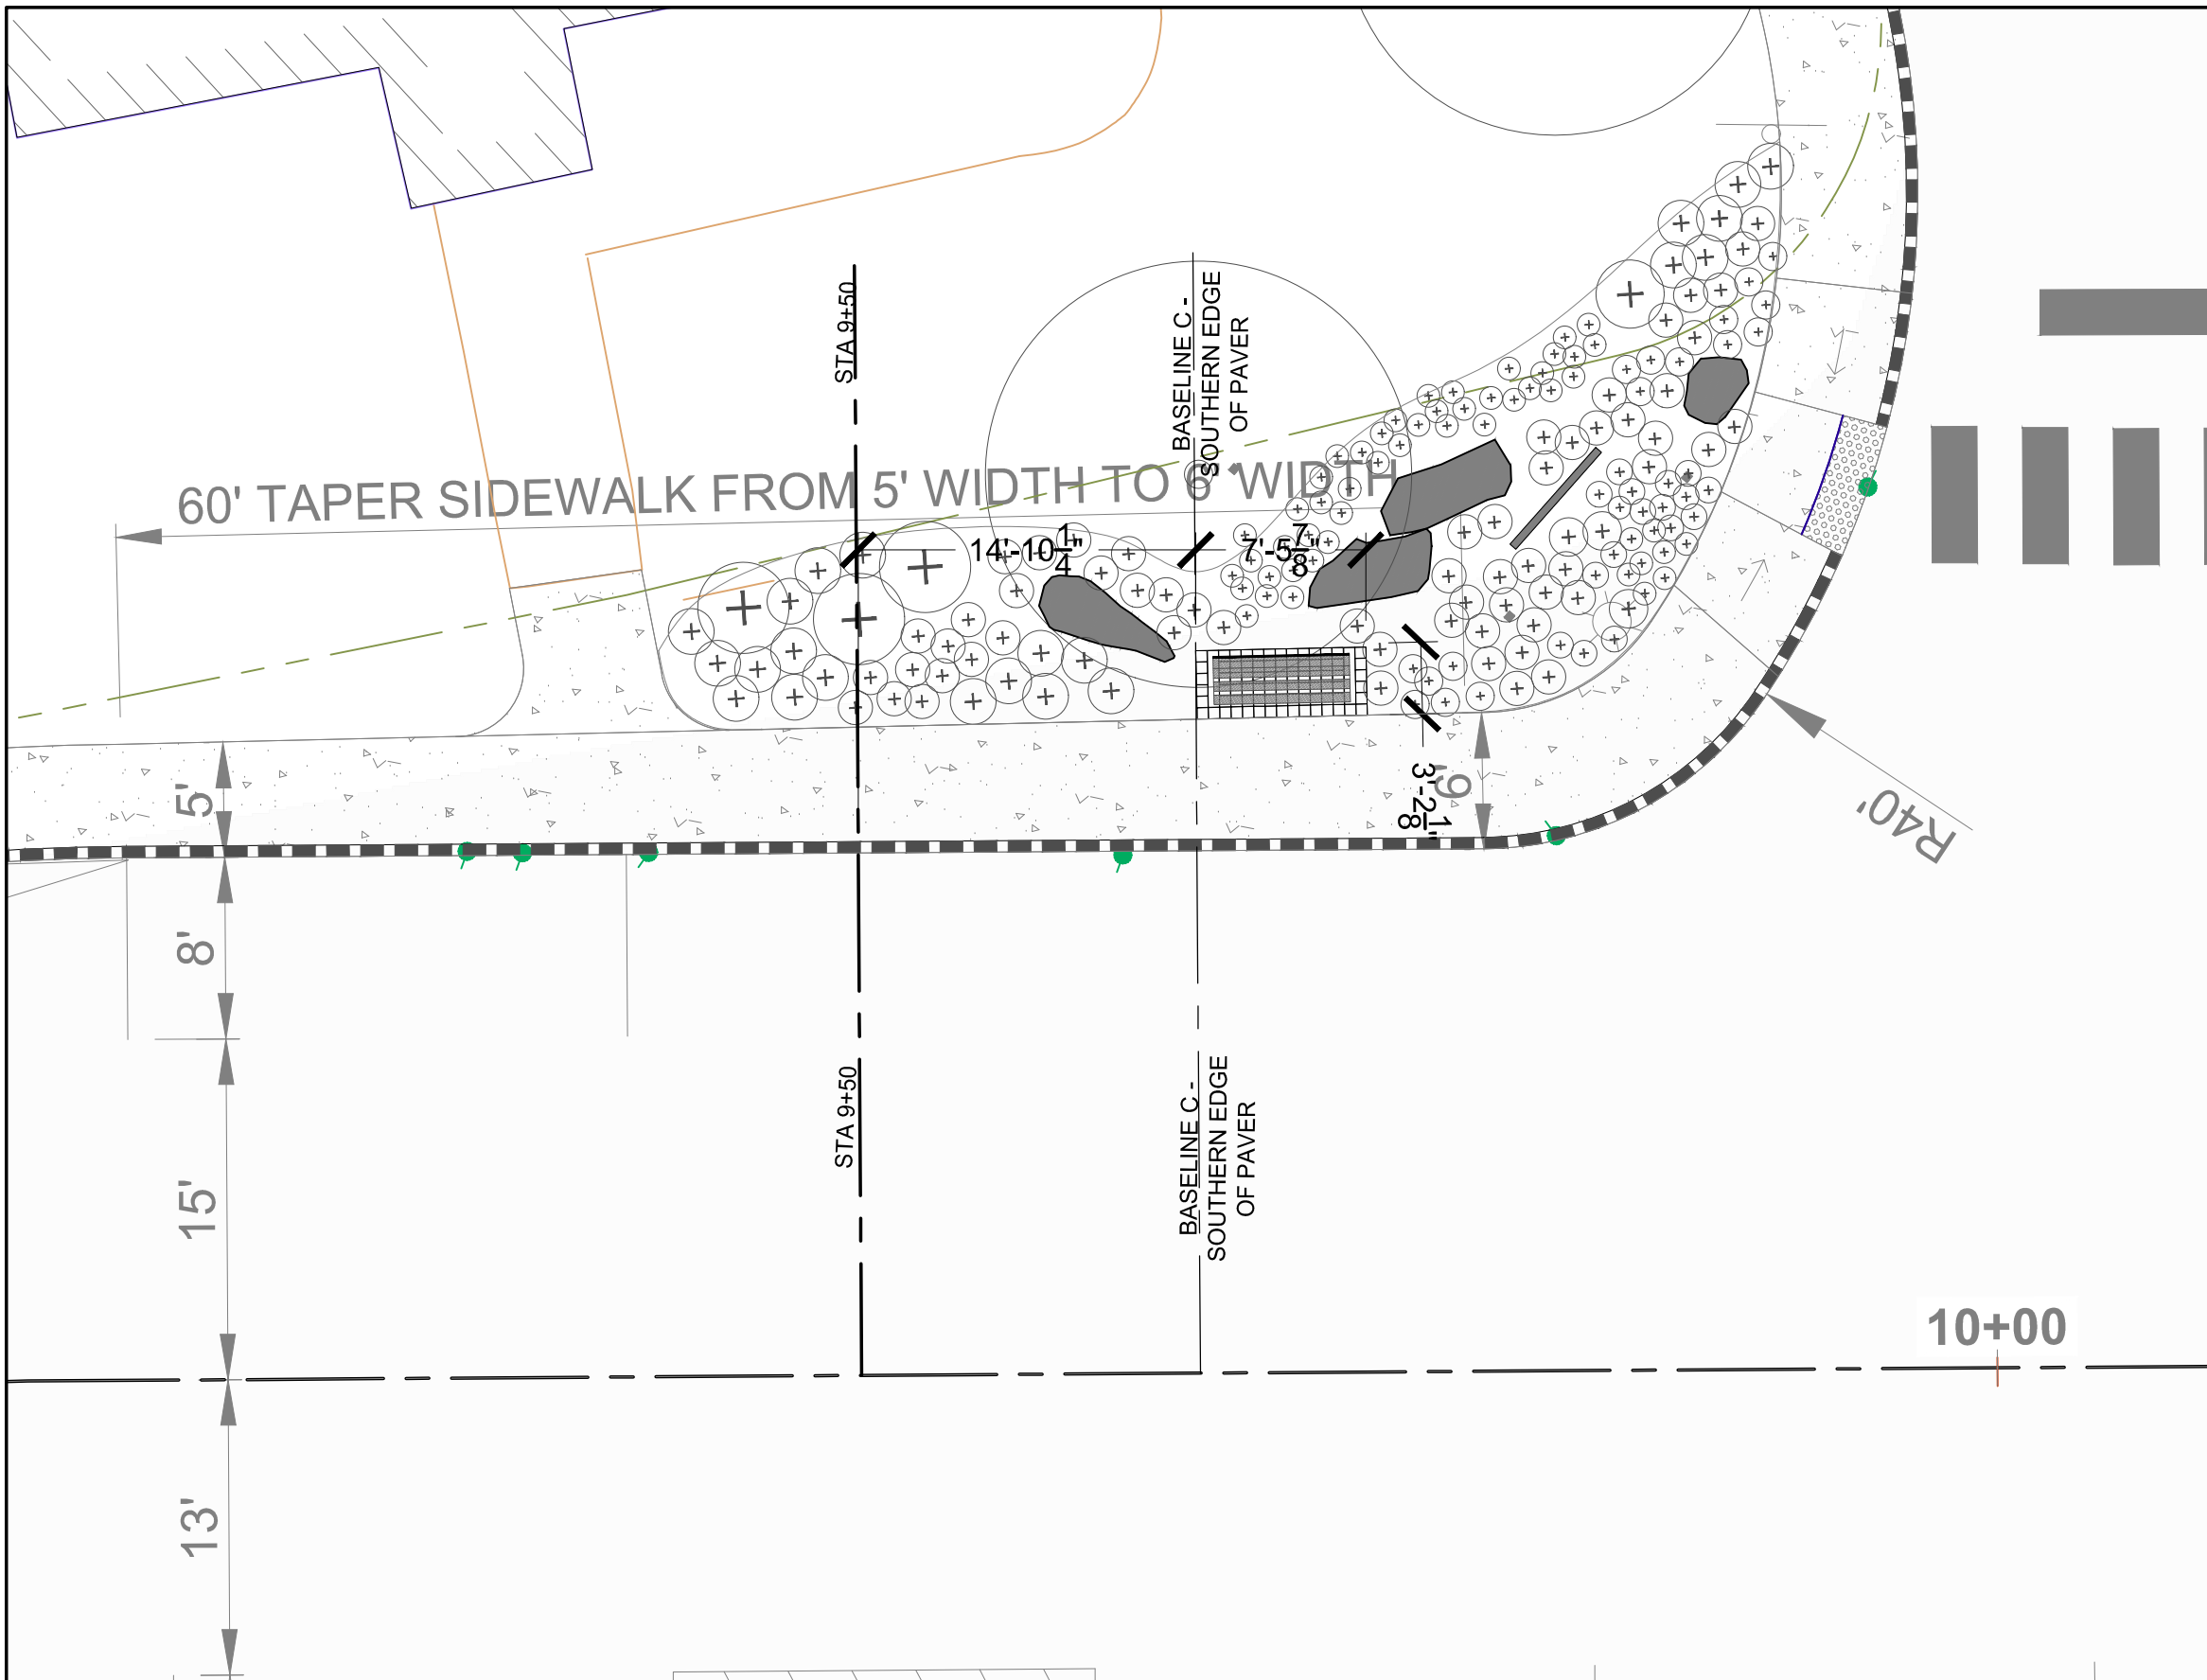 STA 9+50
BASELINE C -
SOUTHERN EDGE
OF PAVER
60' TAPER SIDEWALK FROM 5' WIDTH TO 6' WIDTH
14'-10 1/4"
7'-5 7/8"
3'-2 1/8"
6'
5'
R40'
8'
STA 9+50
BASELINE C -
SOUTHERN EDGE
OF PAVER
15'
10+00
13'